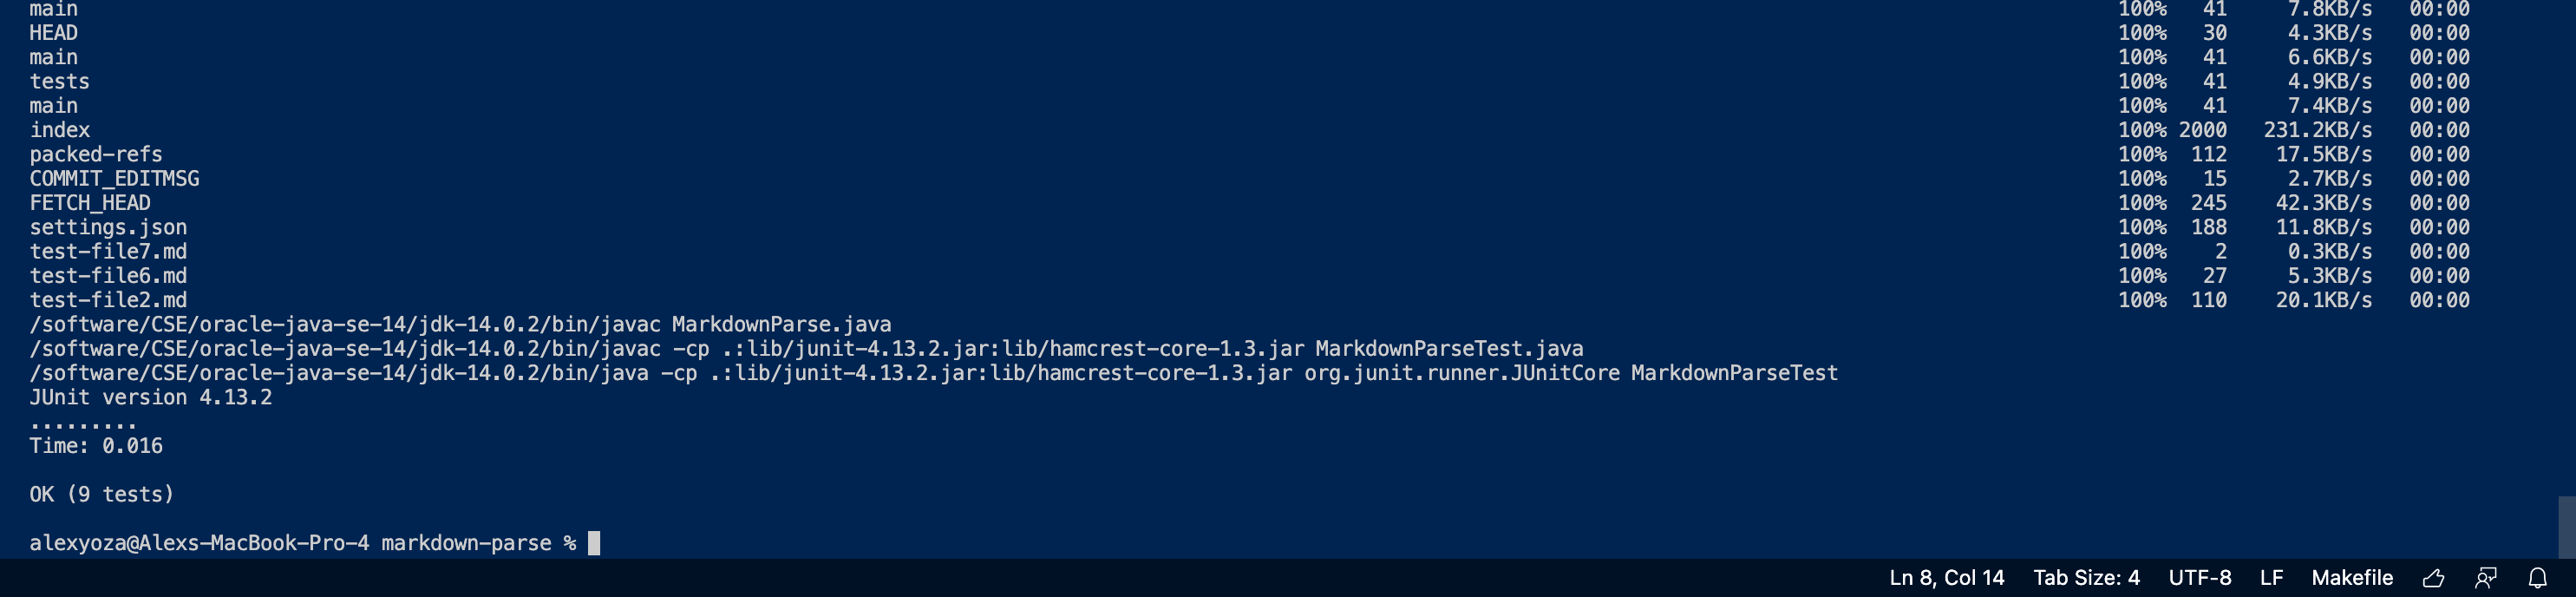 main 100% 41 7.8KB/s 00:00
HEAD 100% 30 4.3KB/s 00:00
main 100% 41 6.6KB/s 00:00
tests 100% 41 4.9KB/s 00:00
main 100% 41 7.4KB/s 00:00
index 100% 2000 231.2KB/s 00:00
packed-refs 100% 112 17.5KB/s 00:00
COMMIT_EDITMSG 100% 15 2.7KB/s 00:00
FETCH_HEAD 100% 245 42.3KB/s 00:00
settings.json 100% 188 11.8KB/s 00:00
test-file7.md 100% 2 0.3KB/s 00:00
test-file6.md 100% 27 5.3KB/s 00:00
test-file2.md 100% 110 20.1KB/s 00:00
/software/CSE/oracle-java-se-14/jdk-14.0.2/bin/javac MarkdownParse.java
/software/CSE/oracle-java-se-14/jdk-14.0.2/bin/javac -cp .:lib/junit-4.13.2.jar:lib/hamcrest-core-1.3.jar MarkdownParseTest.java
/software/CSE/oracle-java-se-14/jdk-14.0.2/bin/java -cp .:lib/junit-4.13.2.jar:lib/hamcrest-core-1.3.jar org.junit.runner.JUnitCore MarkdownParseTest
JUnit version 4.13.2
.........
Time: 0.016
OK (9 tests)
alexyoza@Alexs-MacBook-Pro-4 markdown-parse %
Ln 8, Col 14 Tab Size: 4 UTF-8 LF Makefile